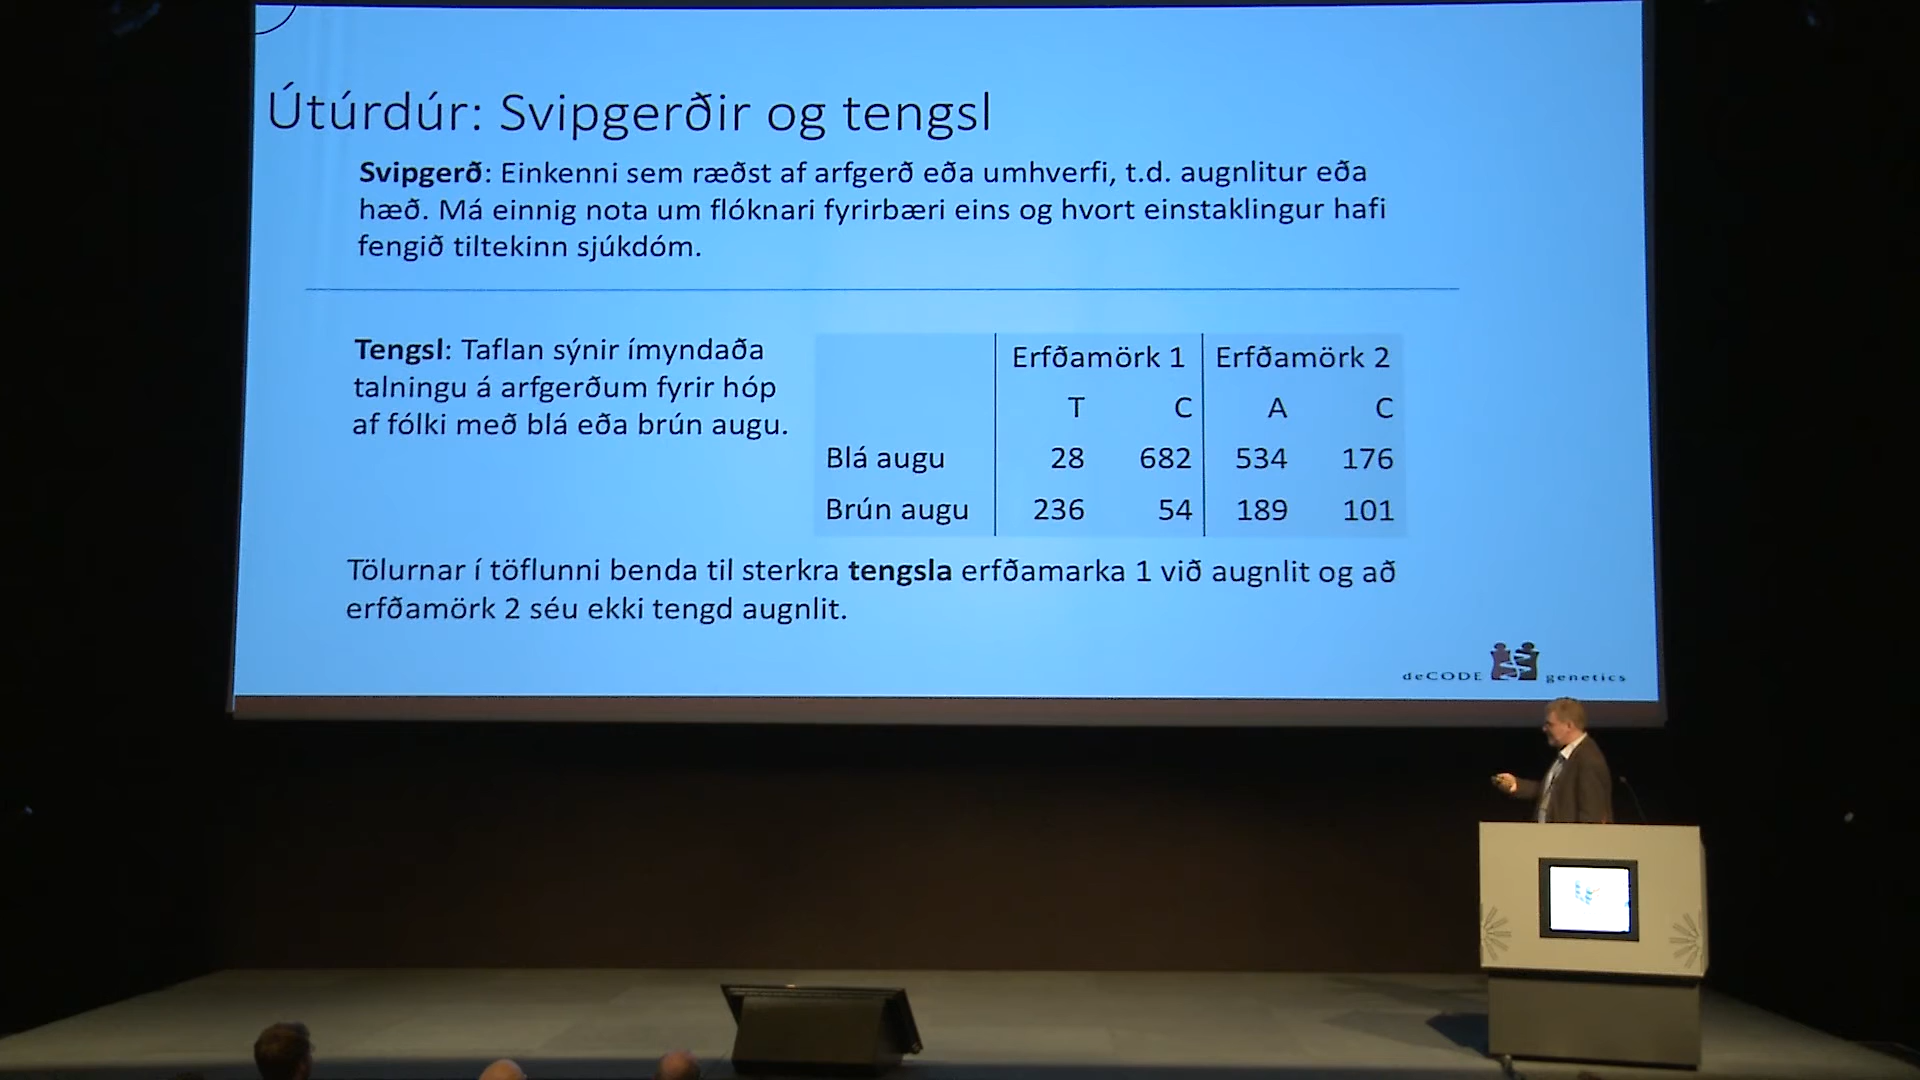 Útúrdúr: Svipgerðir og tengsl
Svipgerð: Einkenni sem ræðst af arfgerð eða umhverfi, t.d. augnlitur eða
hæð. Má einnig nota um flóknari fyrirbæri eins og hvort einstaklingur hafi
fengið tiltekinn sjúkdóm.
Tengsl: Taflan sýnir ímyndaða
talningu á arfgerðum fyrir hóp
af fólki með blá eða brún augu.
Erfðamörk 1 Erfðamörk 2
T C A C
Blá augu 28 682 534 176
Brún augu 236 54 189 101
Tölurnar í töflunni benda til sterkra tengsla erfðamarka 1 við augnlit og að
erfðamörk 2 séu ekki tengd augnlit.
deCODE genetics